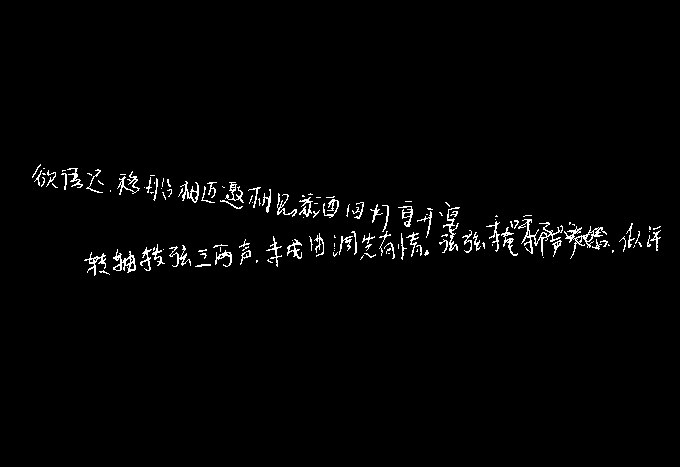 欲语迟.移船相近邀相见添酒回灯重开宴
转轴拨弦三两声.未成曲调先有情。弦弦掩抑声声思.似诉